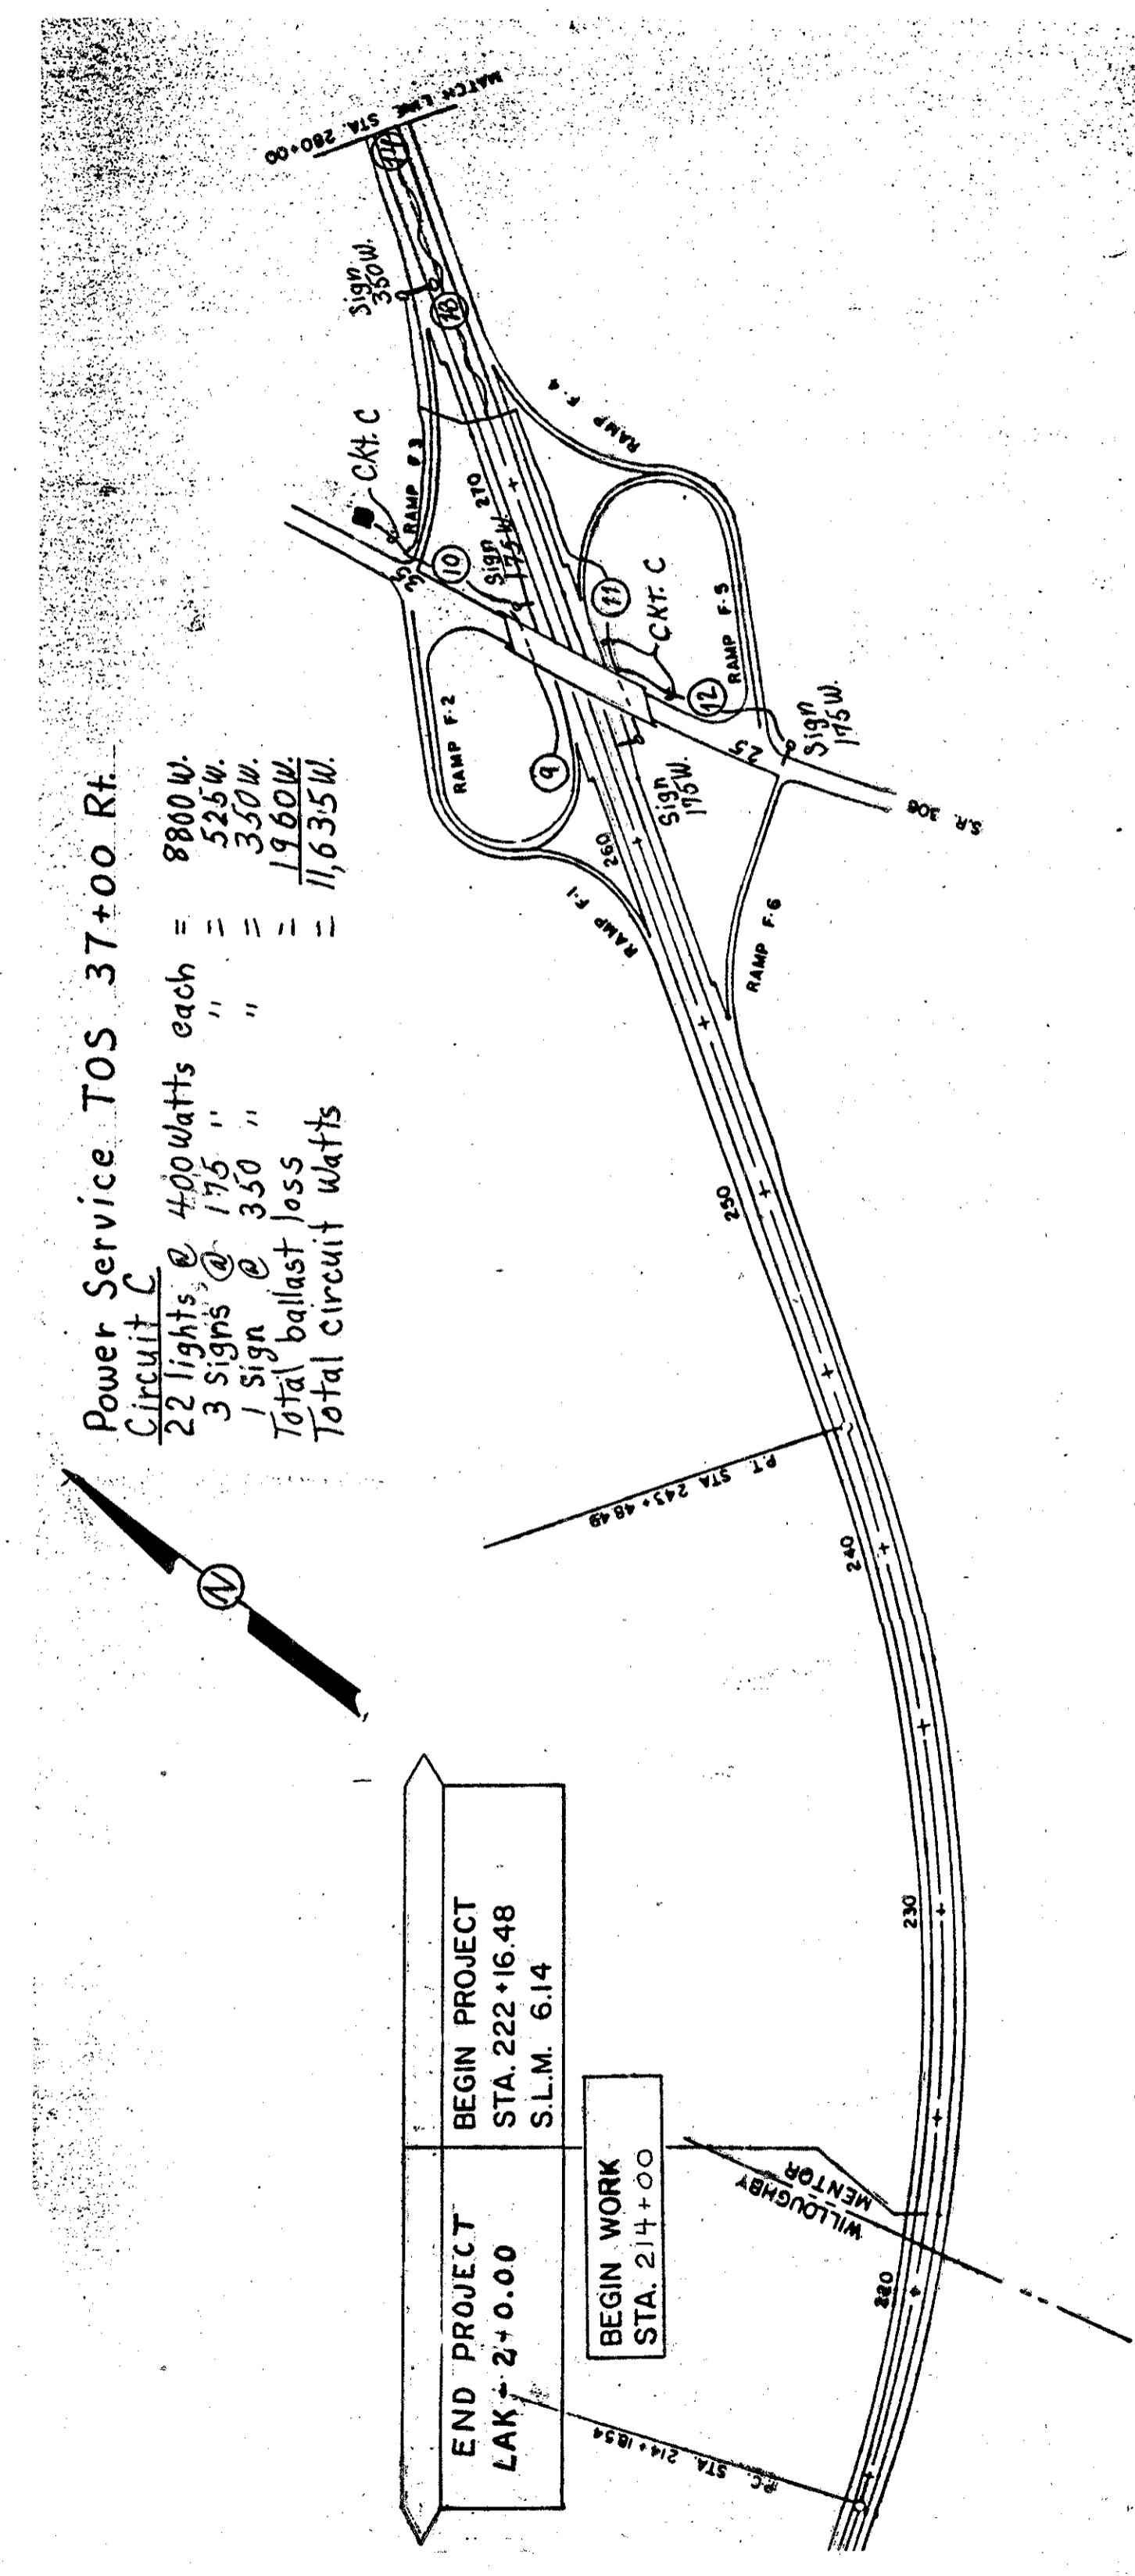 Power Service TOS 37+00 Rt.
Circuit C
22 lights @ 400 Watts each = 8800 W.
3 signs @ 175 " " = 525 W.
1 sign @ 350 " " = 350 W.
Total ballast loss = 1960 W.
Total circuit Watts = 11,635 W.
N
END PROJECT
LAK - 2 + 0.00
BEGIN PROJECT
STA. 222+16.48
S.L.M. 6.14
BEGIN WORK
STA. 214+00
P.C. STA. 214+18.54
220
WILLOUGHBY
MENTOR
230
240
P.T. STA 243+48.49
250
RAMP F-1
260
RAMP F-2
9
RAMP F-6
Sign
175 W.
S.R. 306
25
Sign
175 W.
12
RAMP F-5
CKT. C
11
Sign
175 W.
10
35
RAMP F 3
CKT. C
270
RAMP F-4
13
Sign
350 W.
14
STA. 280+00
MATCH LINE